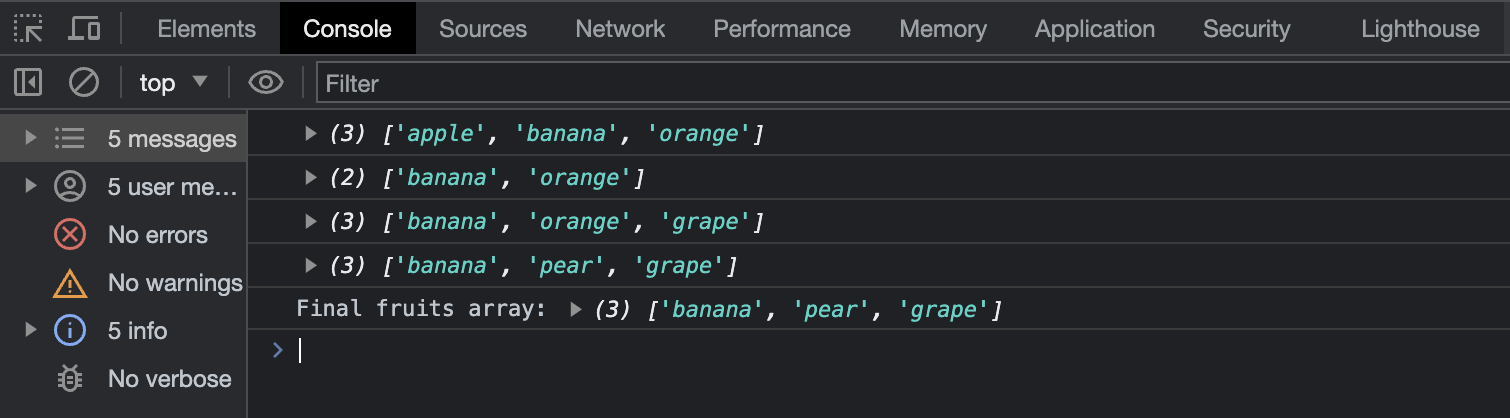 Elements Console Sources Network Performance Memory Application Security Lighthouse
top Filter
5 messages
5 user me…
No errors
No warnings
5 info
No verbose
(3) ['apple', 'banana', 'orange']
(2) ['banana', 'orange']
(3) ['banana', 'orange', 'grape']
(3) ['banana', 'pear', 'grape']
Final fruits array: (3) ['banana', 'pear', 'grape']